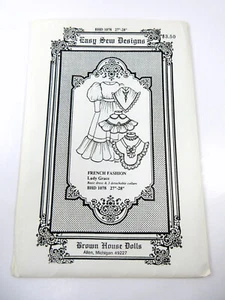 BHD 1078 27"-28"
Easy Sew Designs
$3.50
FRENCH FASHION
Lady Grace
Basic dress & 3 detachable collars
BHD 1078 27"-28"
Brown House Dolls
Allen, Michigan 49227